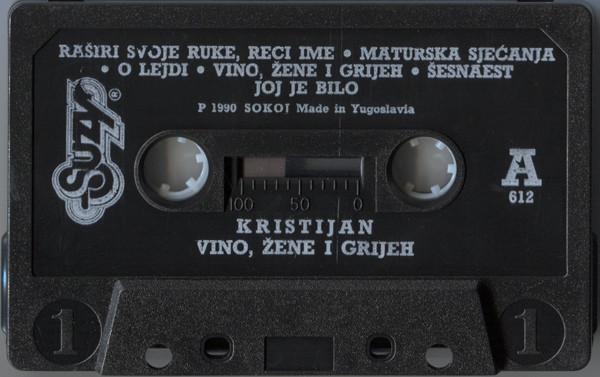 RAŠIRI SVOJE RUKE, RECI IME • MATURSKA SJEĆANJA
• O LEJDI • VINO, ŽENE I GRIJEH • ŠESNAEST
JOJ JE BILO
P 1990 SOKOJ Made in Yugoslavia
Suzy®
A
612
100 50 0
KRISTIJAN
VINO, ŽENE I GRIJEH
1 1